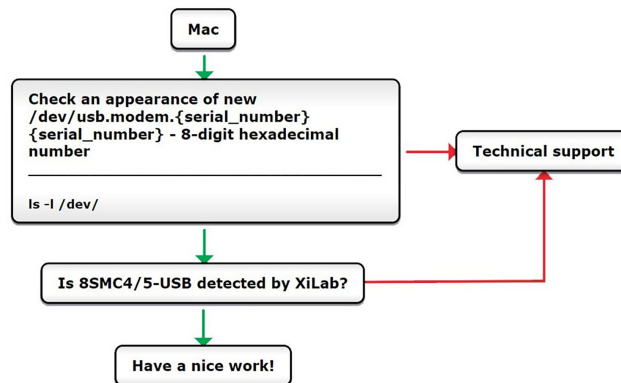 Mac
Check an appearance of new
/dev/usb.modem.{serial_number}
{serial_number} - 8-digit hexadecimal
number
ls -l /dev/
Technical support
Is 8SMC4/5-USB detected by XiLab?
Have a nice work!